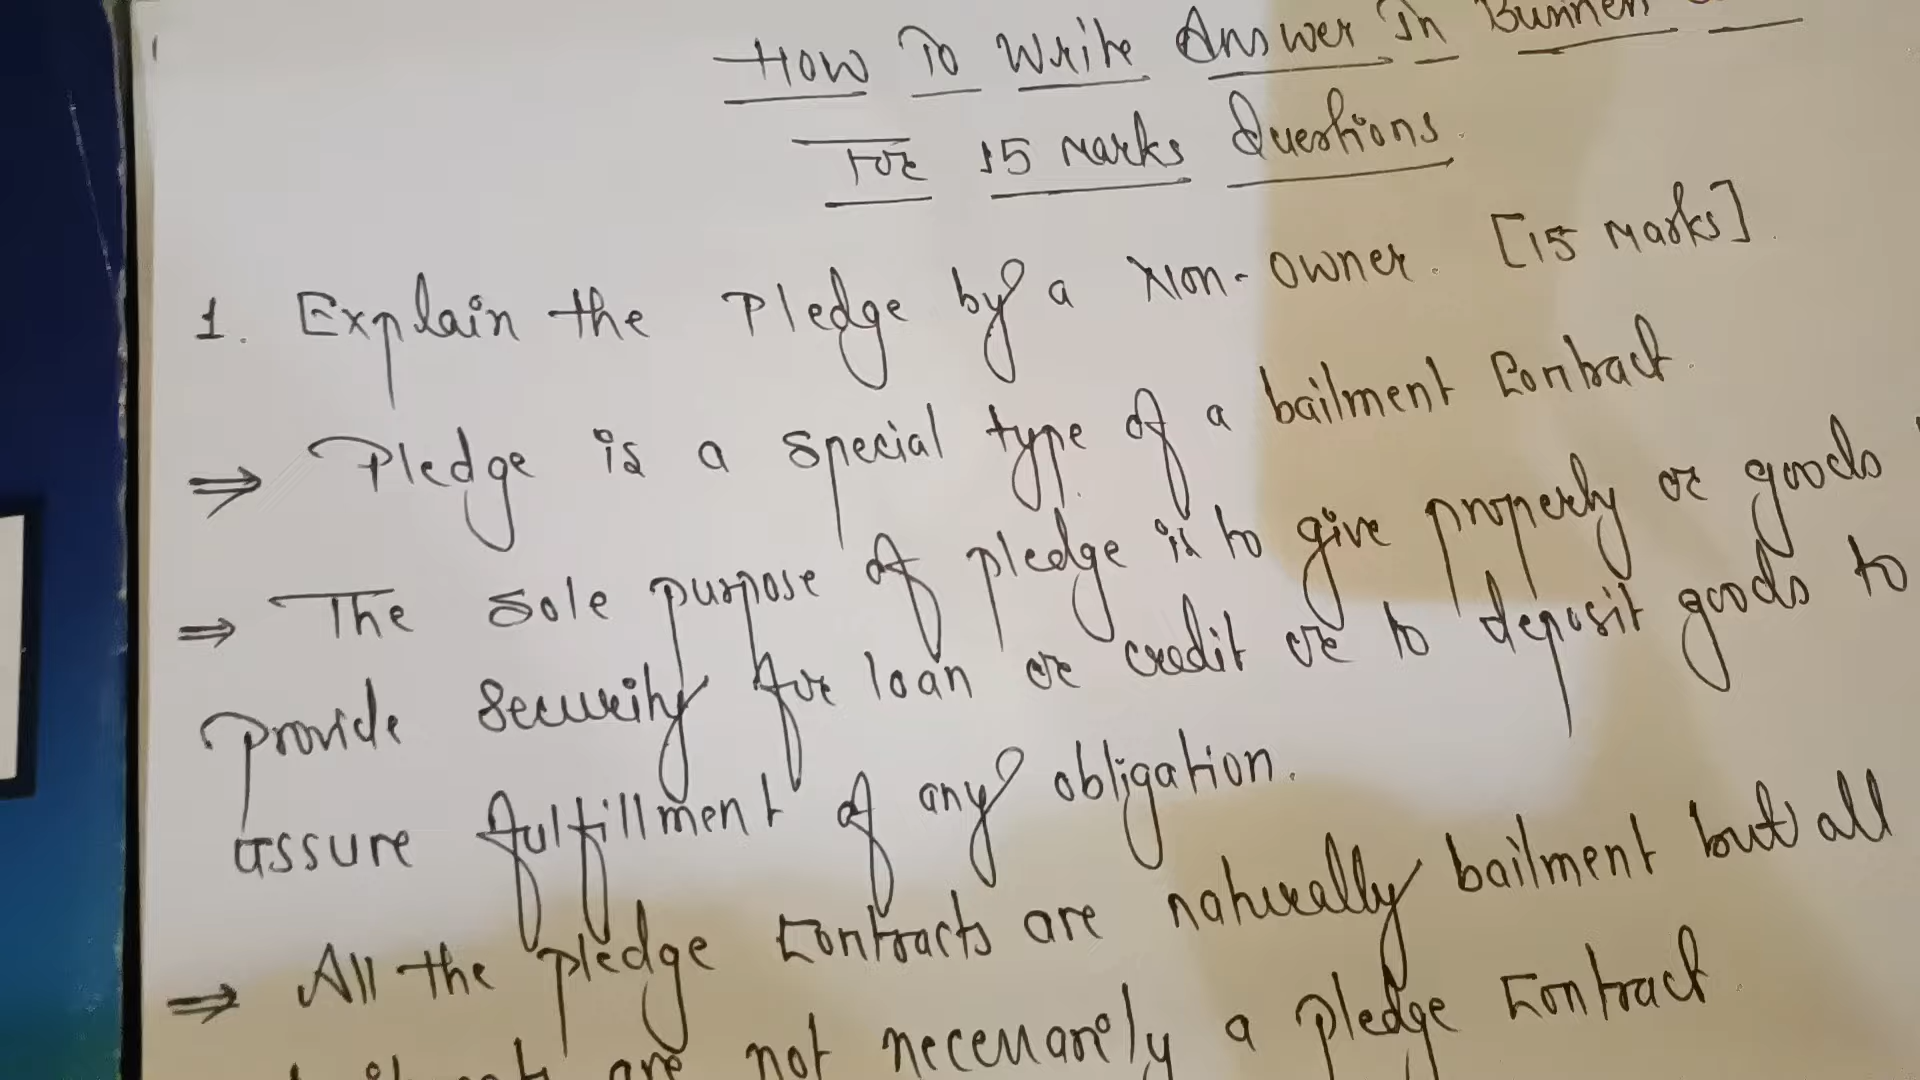 How To Write Answer In Business
For 15 Marks Questions.
1. Explain the Pledge by a Non-owner. [15 Marks]
⇒ Pledge is a special type of a bailment Contract.
⇒ The sole purpose of pledge is to give property or goods
provide security for loan or credit or to deposit goods to
assure fulfillment of any obligation.
⇒ All the pledge contracts are naturally bailment but all
are not necessarily a pledge contract